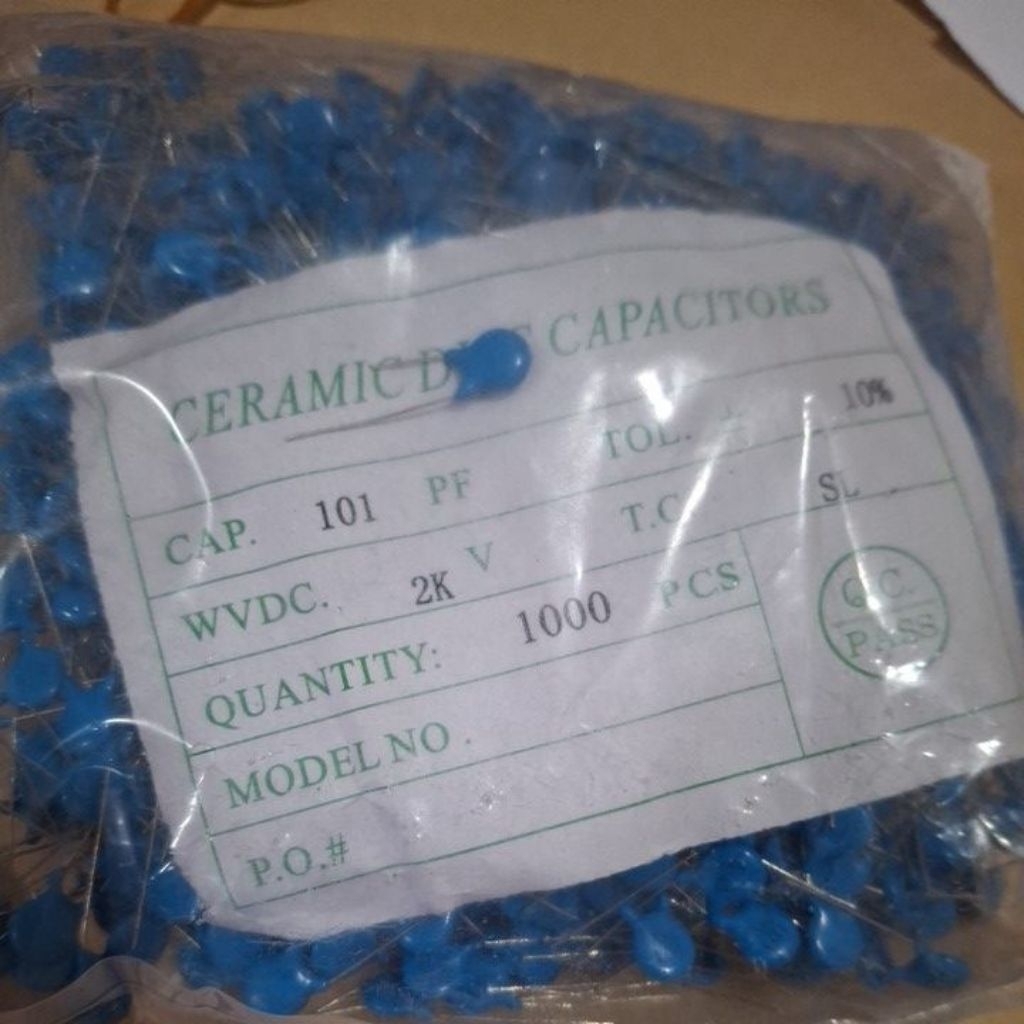 CERAMIC CAPACITORS
CAP. 101 PF TOL. 10%
WVDC. 2K V T.C SL
QUANTITY: 1000 PCS
Q.C.
PASS
MODEL NO.
P.O.#